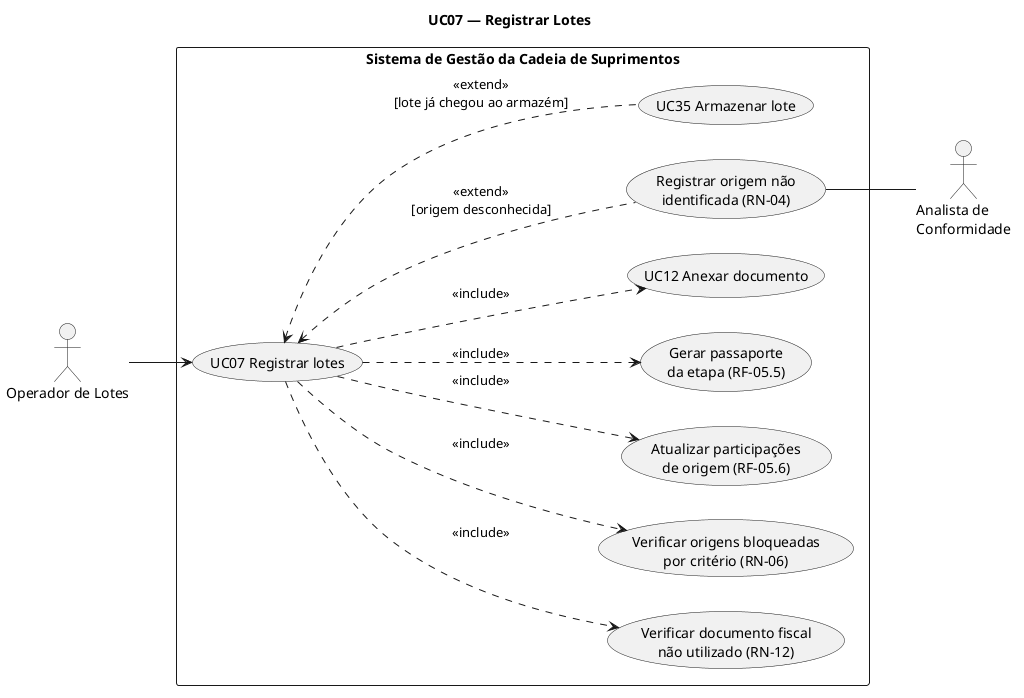 UC07 — Registrar Lotes
Sistema de Gestão da Cadeia de Suprimentos
«extend»
[lote já chegou ao armazém]
UC35 Armazenar lote
«extend»
[origem desconhecida]
Registrar origem não
identificada (RN-04)
Analista de
Conformidade
«include»
UC12 Anexar documento
Operador de Lotes
UC07 Registrar lotes
«include»
Gerar passaporte
da etapa (RF-05.5)
«include»
Atualizar participações
de origem (RF-05.6)
«include»
Verificar origens bloqueadas
por critério (RN-06)
«include»
Verificar documento fiscal
não utilizado (RN-12)